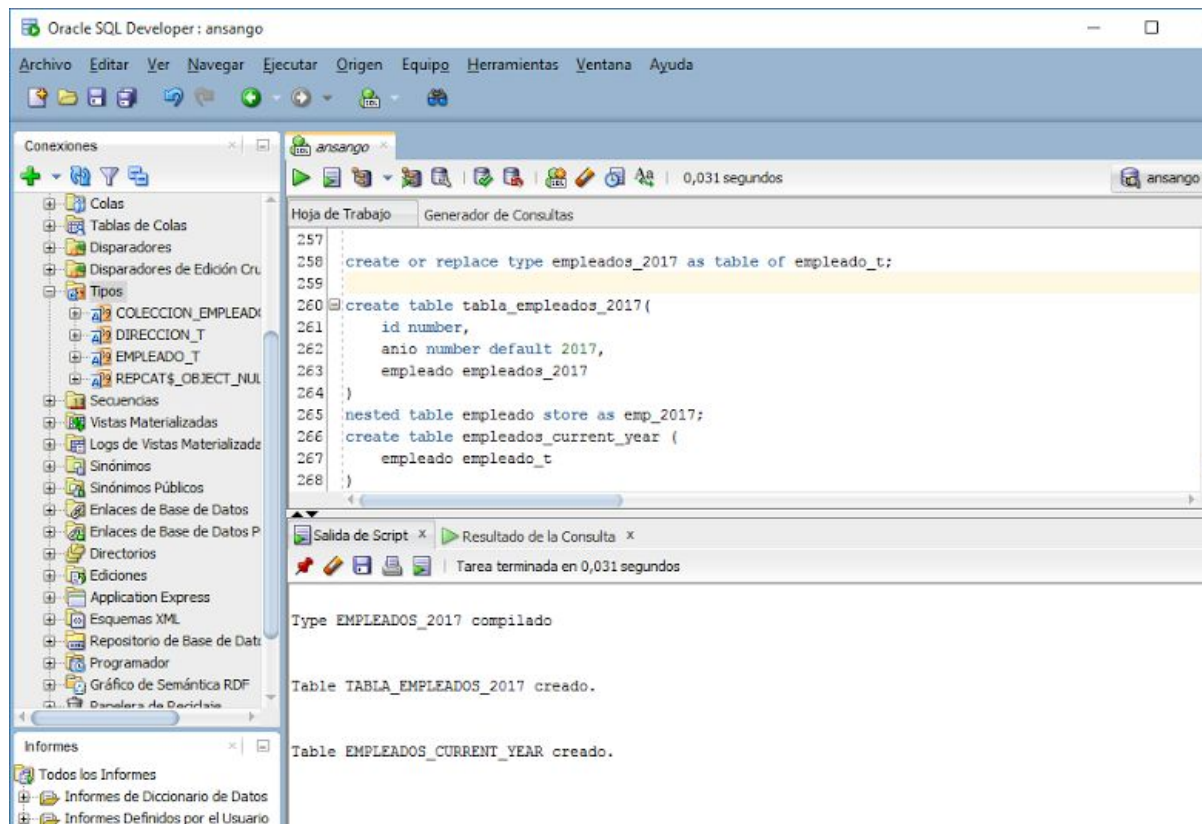 Oracle SQL Developer : ansango
Archivo Editar Ver Navegar Ejecutar Origen Equipo Herramientas Ventana Ayuda
Conexiones
Colas
Tablas de Colas
Disparadores
Disparadores de Edición Cru
Tipos
COLECCION_EMPLEAD
DIRECCION_T
EMPLEADO_T
REPCAT$_OBJECT_NUL
Secuencias
Vistas Materializadas
Logs de Vistas Materializada
Sinónimos
Sinónimos Públicos
Enlaces de Base de Datos
Enlaces de Base de Datos P
Directorios
Ediciones
Application Express
Esquemas XML
Repositorio de Base de Dat
Programador
Gráfico de Semántica RDF
Papelera de Reciclaje
Informes
Todos los Informes
Informes de Diccionario de Datos
Informes Definidos por el Usuario
ansango
0,031 segundos
ansango
Hoja de Trabajo Generador de Consultas
257
258 create or replace type empleados_2017 as table of empleado_t;
259
260 create table tabla_empleados_2017(
261 id number,
262 anio number default 2017,
263 empleado empleados_2017
264 )
265 nested table empleado store as emp_2017;
266 create table empleados_current_year (
267 empleado empleado_t
268 )
Salida de Script x Resultado de la Consulta x
Tarea terminada en 0,031 segundos
Type EMPLEADOS_2017 compilado
Table TABLA_EMPLEADOS_2017 creado.
Table EMPLEADOS_CURRENT_YEAR creado.